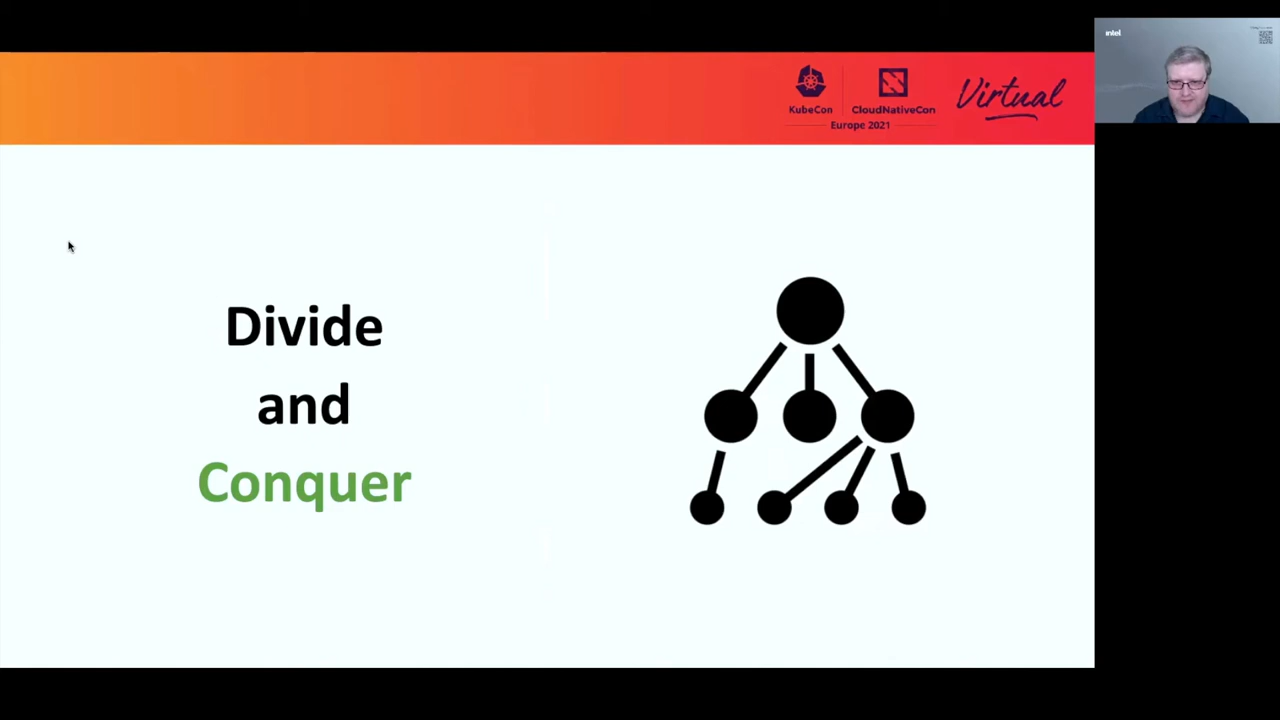 KubeCon
CloudNativeCon
Europe 2021
Virtual
intel
Divide
and
Conquer